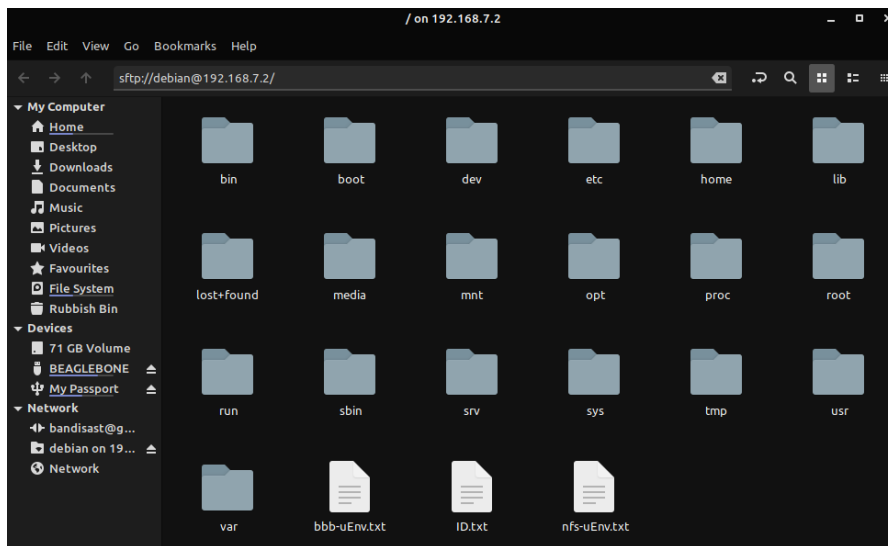 / on 192.168.7.2
File Edit View Go Bookmarks Help
sftp://debian@192.168.7.2/
My Computer
Home
Desktop
Downloads
Documents
Music
Pictures
Videos
Favourites
File System
Rubbish Bin
Devices
71 GB Volume
BEAGLEBONE
My Passport
Network
bandisast@g...
debian on 19...
Network
bin boot dev etc home lib
lost+found media mnt opt proc root
run sbin srv sys tmp usr
var bbb-uEnv.txt ID.txt nfs-uEnv.txt